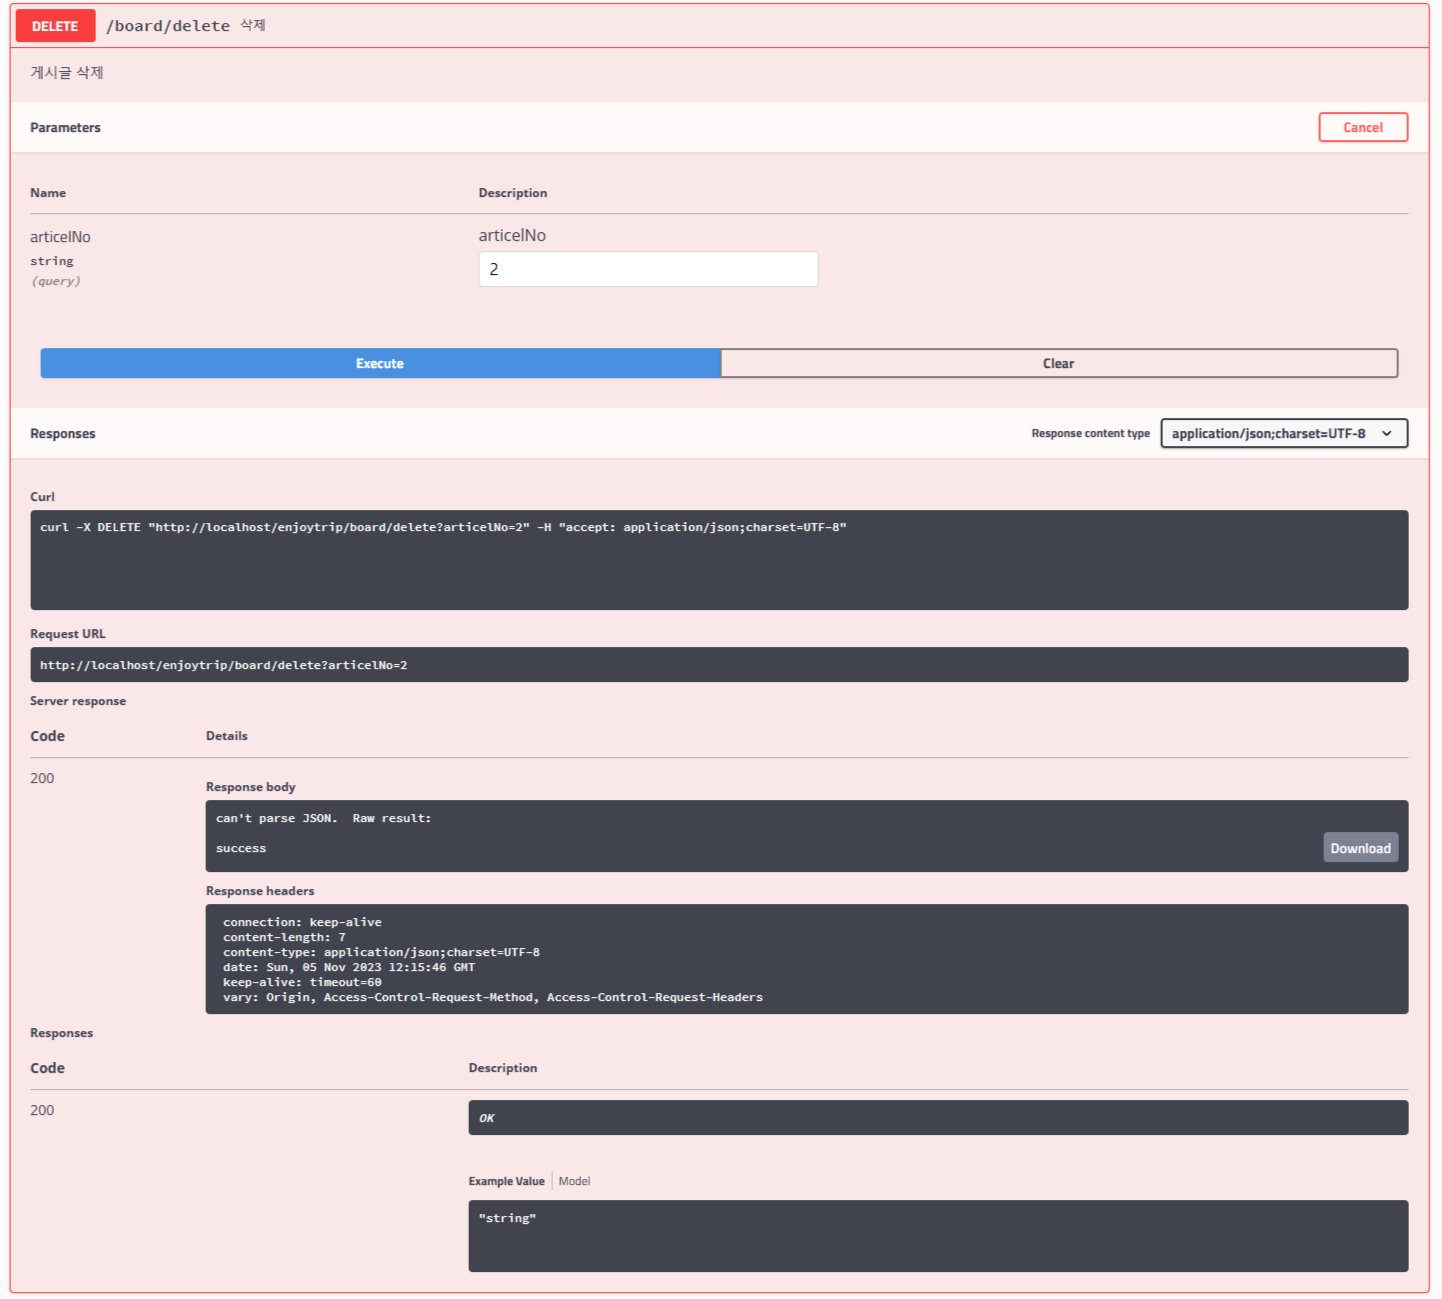 DELETE /board/delete 삭제
게시글 삭제
Parameters Cancel
Name Description
articelNo articelNo
string
(query)
2
Execute Clear
Responses Response content type application/json;charset=UTF-8
Curl
curl -X DELETE "http://localhost/enjoytrip/board/delete?articelNo=2" -H "accept: application/json;charset=UTF-8"
Request URL
http://localhost/enjoytrip/board/delete?articelNo=2
Server response
Code Details
200
Response body
can't parse JSON.  Raw result:
success
Download
Response headers
connection: keep-alive
content-length: 7
content-type: application/json;charset=UTF-8
date: Sun, 05 Nov 2023 12:15:46 GMT
keep-alive: timeout=60
vary: Origin, Access-Control-Request-Method, Access-Control-Request-Headers
Responses
Code Description
200 OK
Example Value Model
"string"